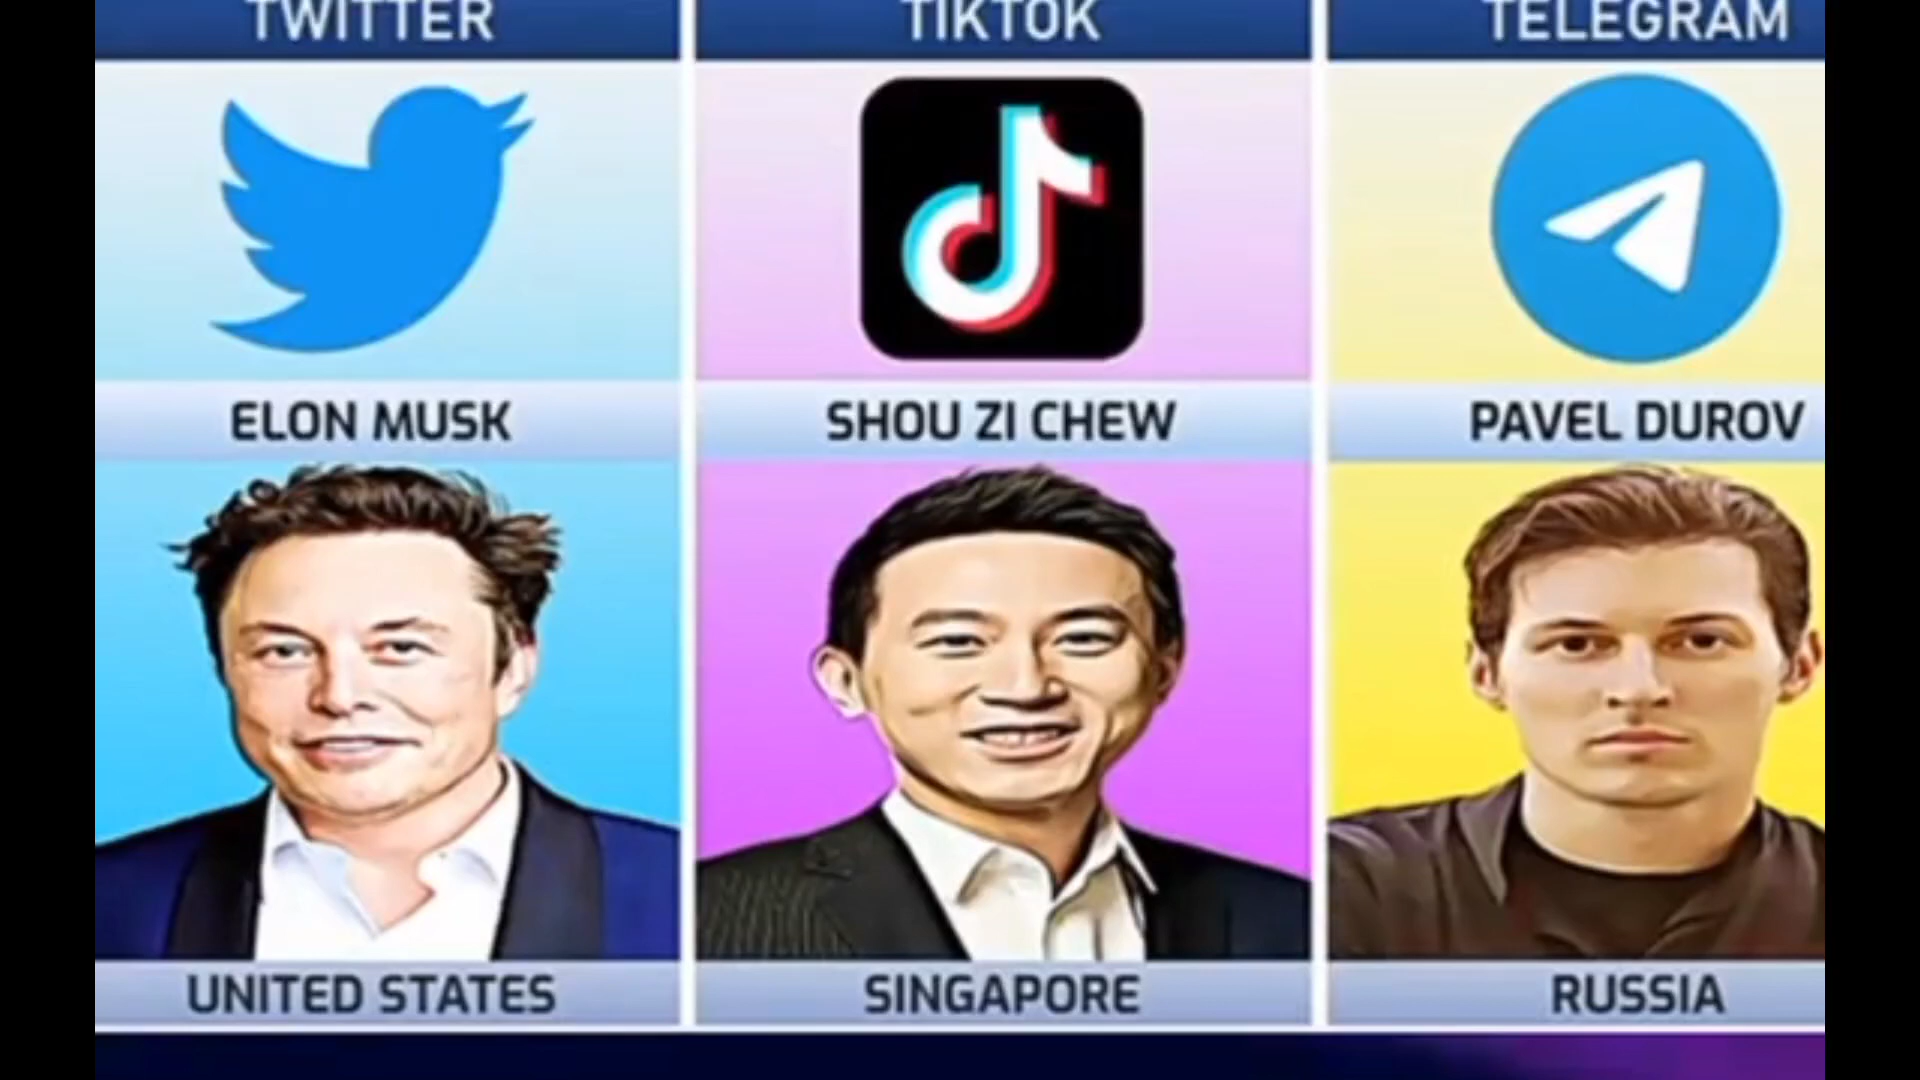 TWITTER
TIKTOK
TELEGRAM
ELON MUSK
SHOU ZI CHEW
PAVEL DUROV
UNITED STATES
SINGAPORE
RUSSIA